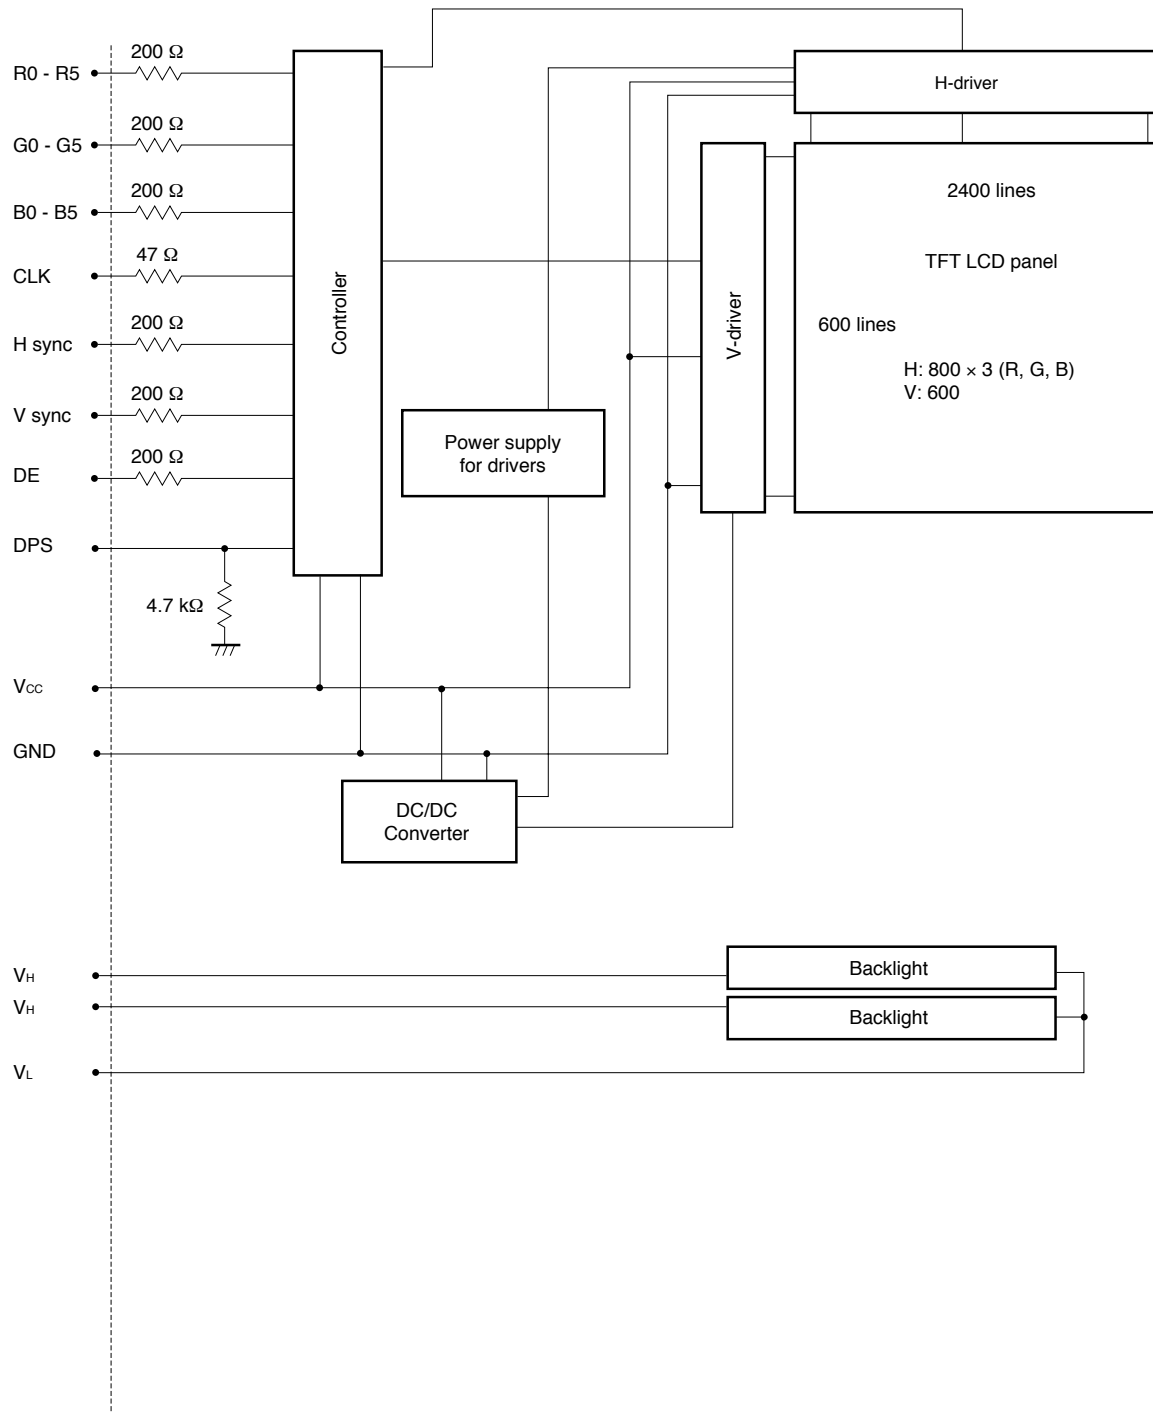 R0 - R5
200 Ω
G0 - G5
200 Ω
B0 - B5
200 Ω
CLK
47 Ω
H sync
200 Ω
V sync
200 Ω
DE
200 Ω
DPS
4.7 kΩ
VCC
GND
Controller
H-driver
V-driver
2400 lines
TFT LCD panel
600 lines
H: 800 × 3 (R, G, B)
V: 600
Power supply
for drivers
DC/DC
Converter
VH
Backlight
VH
Backlight
VL